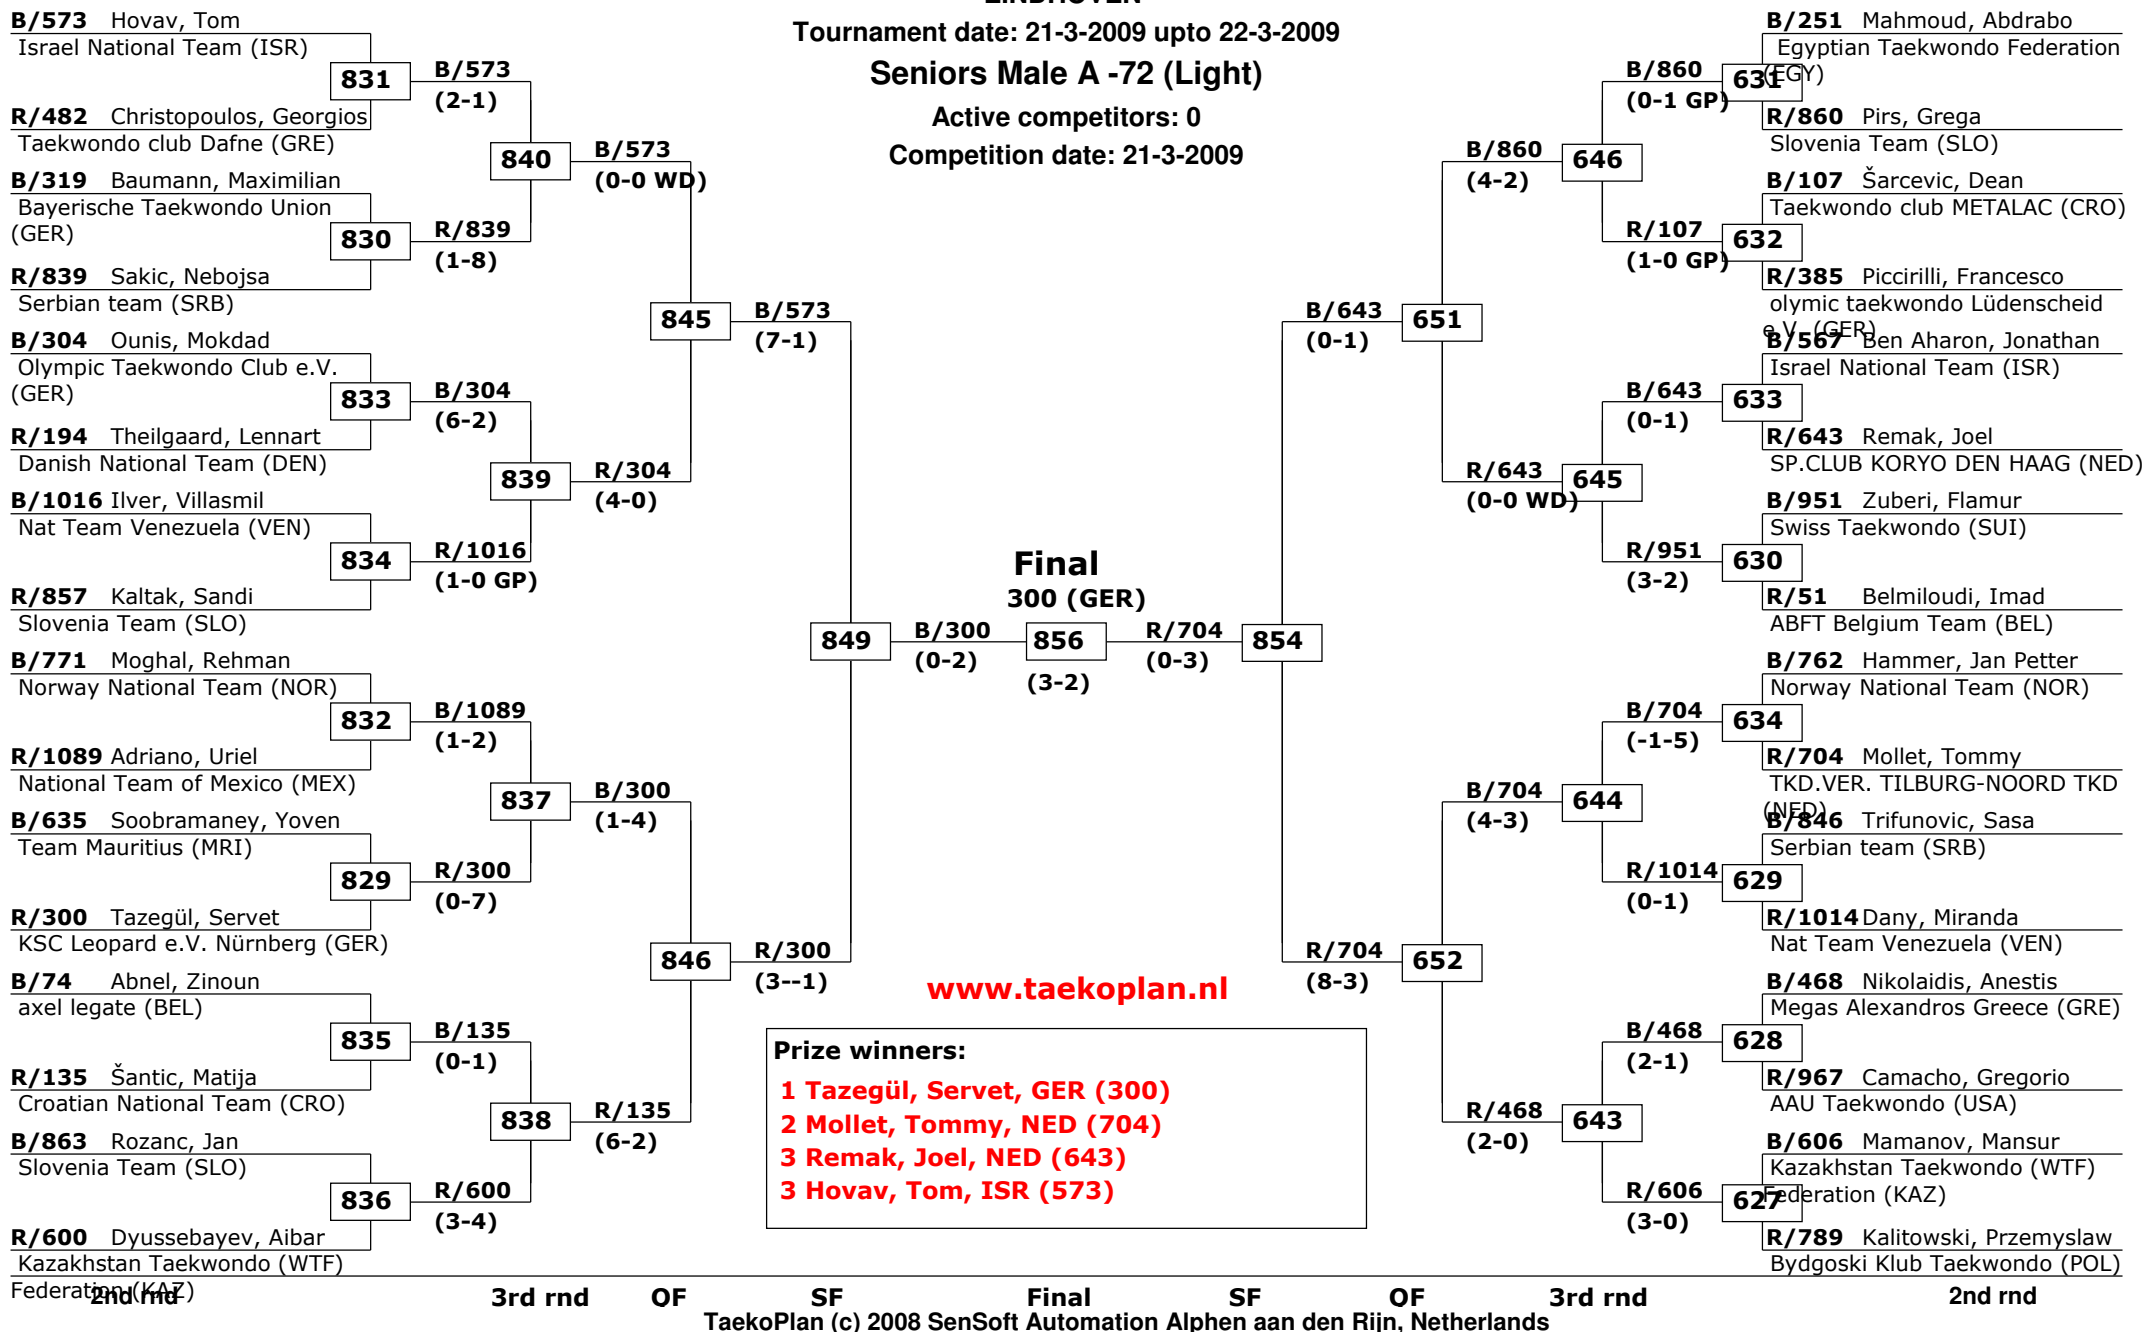 EINDHOVEN
Tournament date: 21-3-2009 upto 22-3-2009
Seniors Male A -72 (Light)
Active competitors: 0
Competition date: 21-3-2009
B/573 Hovav, Tom
Israel National Team (ISR)
831
R/482 Christopoulos, Georgios
Taekwondo club Dafne (GRE)
B/319 Baumann, Maximilian
Bayerische Taekwondo Union
(GER)
830
R/839 Sakic, Nebojsa
Serbian team (SRB)
B/304 Ounis, Mokdad
Olympic Taekwondo Club e.V.
(GER)
833
R/194 Theilgaard, Lennart
Danish National Team (DEN)
B/1016 Ilver, Villasmil
Nat Team Venezuela (VEN)
834
R/857 Kaltak, Sandi
Slovenia Team (SLO)
B/771 Moghal, Rehman
Norway National Team (NOR)
832
R/1089 Adriano, Uriel
National Team of Mexico (MEX)
B/635 Soobramaney, Yoven
Team Mauritius (MRI)
829
R/300 Tazegül, Servet
KSC Leopard e.V. Nürnberg (GER)
B/74 Abnel, Zinoun
axel legate (BEL)
835
R/135 Šantic, Matija
Croatian National Team (CRO)
B/863 Rozanc, Jan
Slovenia Team (SLO)
836
R/600 Dyussebayev, Aibar
Kazakhstan Taekwondo (WTF)
Federation (KAZ)
B/573
(2-1)
840
R/839
(1-8)
B/304
(6-2)
839
R/1016
(1-0 GP)
B/1089
(1-2)
837
R/300
(0-7)
B/135
(0-1)
838
R/600
(3-4)
B/573
(0-0 WD)
845
R/304
(4-0)
B/300
(1-4)
846
R/135
(6-2)
B/573
(7-1)
849
R/300
(3--1)
B/300
(0-2)
Final
300 (GER)
856
(3-2)
R/704
(0-3)
854
B/643
(0-1)
651
R/704
(8-3)
652
B/860
(4-2)
646
R/643
(0-0 WD)
645
B/704
(4-3)
644
R/468
(2-0)
643
B/860
(0-1 GP)
R/107
(1-0 GP)
B/643
(0-1)
R/951
(3-2)
B/704
(-1-5)
R/1014
(0-1)
B/468
(2-1)
R/606
(3-0)
B/251 Mahmoud, Abdrabo
Egyptian Taekwondo Federation
(EGY)
631
R/860 Pirs, Grega
Slovenia Team (SLO)
B/107 Šarcevic, Dean
Taekwondo club METALAC (CRO)
632
R/385 Piccirilli, Francesco
olymic taekwondo Lüdenscheid
e.V. (GER)
B/567 Ben Aharon, Jonathan
Israel National Team (ISR)
633
R/643 Remak, Joel
SP.CLUB KORYO DEN HAAG (NED)
B/951 Zuberi, Flamur
Swiss Taekwondo (SUI)
630
R/51 Belmiloudi, Imad
ABFT Belgium Team (BEL)
B/762 Hammer, Jan Petter
Norway National Team (NOR)
634
R/704 Mollet, Tommy
TKD.VER. TILBURG-NOORD TKD
(NED)
B/846 Trifunovic, Sasa
Serbian team (SRB)
629
R/1014 Dany, Miranda
Nat Team Venezuela (VEN)
B/468 Nikolaidis, Anestis
Megas Alexandros Greece (GRE)
628
R/967 Camacho, Gregorio
AAU Taekwondo (USA)
B/606 Mamanov, Mansur
Kazakhstan Taekwondo (WTF)
Federation (KAZ)
627
R/789 Kalitowski, Przemyslaw
Bydgoski Klub Taekwondo (POL)
www.taekoplan.nl
Prize winners:
1 Tazegül, Servet, GER (300)
2 Mollet, Tommy, NED (704)
3 Remak, Joel, NED (643)
3 Hovav, Tom, ISR (573)
2nd rnd 3rd rnd QF SF Final SF QF 3rd rnd 2nd rnd
TaekoPlan (c) 2008 SenSoft Automation Alphen aan den Rijn, Netherlands